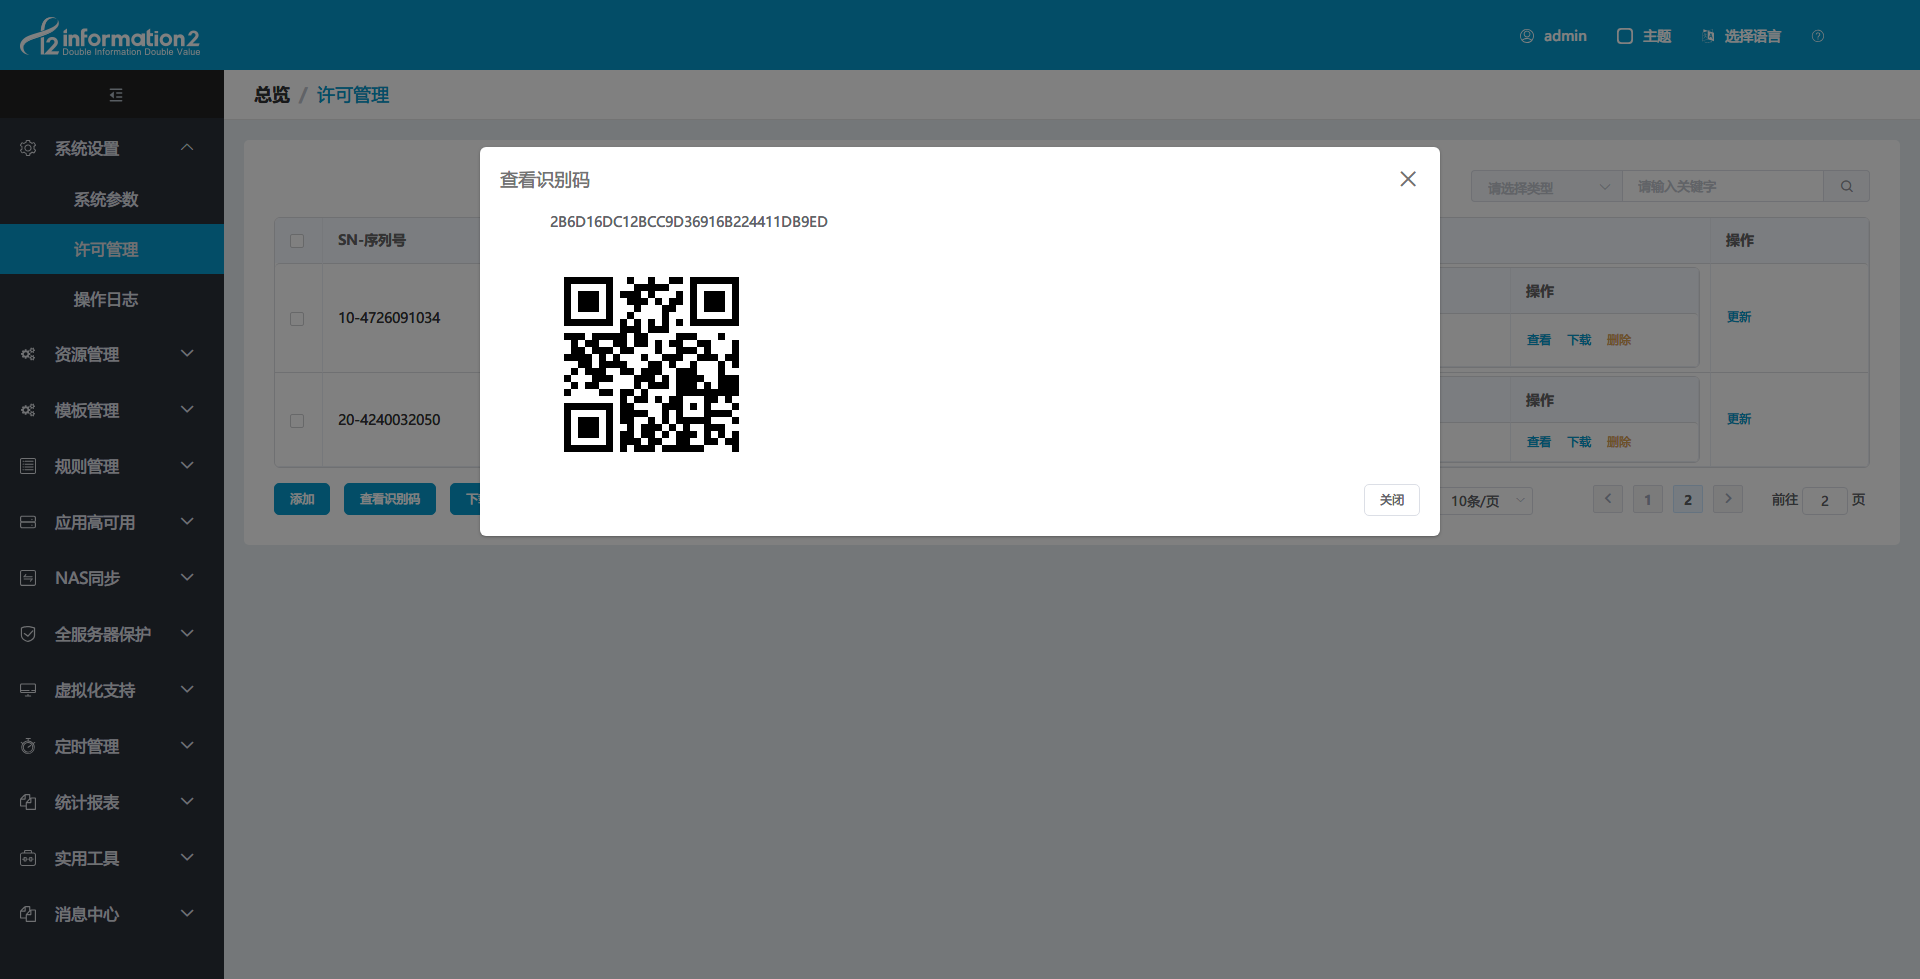 information2
Double Information Double Value
admin
主题
选择语言
总览 / 许可管理
系统设置
系统参数
许可管理
操作日志
资源管理
模板管理
规则管理
应用高可用
NAS同步
全服务器保护
虚拟化支持
定时管理
统计报表
实用工具
消息中心
请选择类型
请输入关键字
SN-序列号
操作
10-4726091034
操作
查看 下载 删除
更新
20-4240032050
操作
查看 下载 删除
更新
添加
查看识别码
10条/页
1
2
前往 2 页
查看识别码
2B6D16DC12BCC9D36916B224411DB9ED
关闭